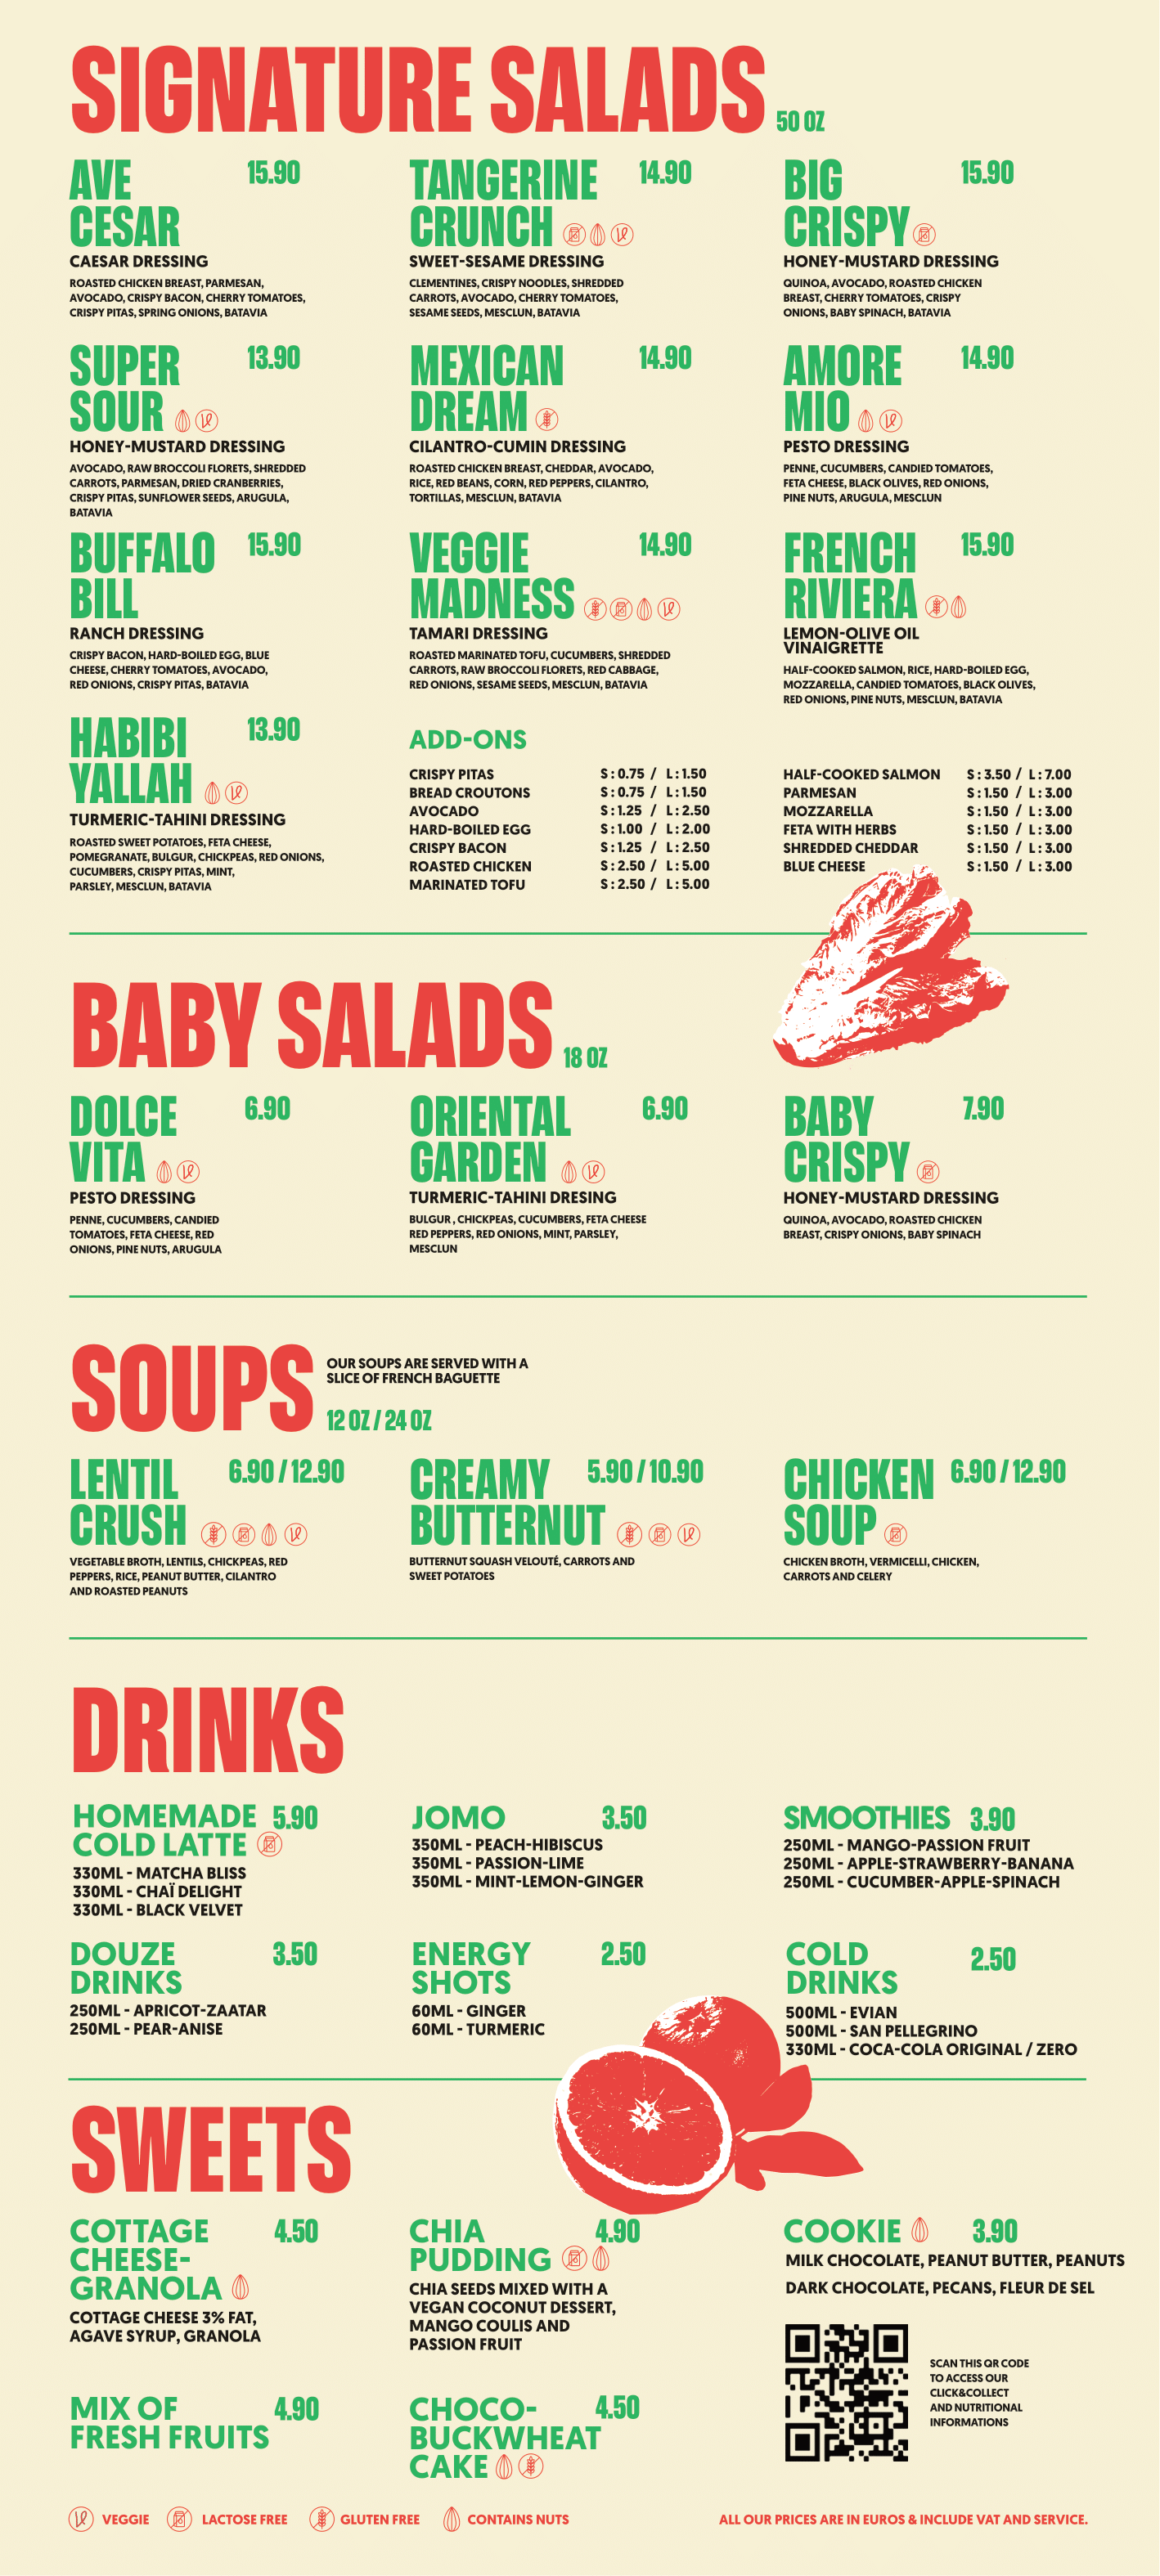 SIGNATURE SALADS 50 OZ
AVE 15.90
CESAR
CAESAR DRESSING
ROASTED CHICKEN BREAST, PARMESAN,
AVOCADO, CRISPY BACON, CHERRY TOMATOES,
CRISPY PITAS, SPRING ONIONS, BATAVIA
TANGERINE 14.90
CRUNCH
SWEET-SESAME DRESSING
CLEMENTINES, CRISPY NOODLES, SHREDDED
CARROTS, AVOCADO, CHERRY TOMATOES,
SESAME SEEDS, MESCLUN, BATAVIA
BIG 15.90
CRISPY
HONEY-MUSTARD DRESSING
QUINOA, AVOCADO, ROASTED CHICKEN
BREAST, CHERRY TOMATOES, CRISPY
ONIONS, BABY SPINACH, BATAVIA
SUPER 13.90
SOUR
HONEY-MUSTARD DRESSING
AVOCADO, RAW BROCCOLI FLORETS, SHREDDED
CARROTS, PARMESAN, DRIED CRANBERRIES,
CRISPY PITAS, SUNFLOWER SEEDS, ARUGULA,
BATAVIA
MEXICAN 14.90
DREAM
CILANTRO-CUMIN DRESSING
ROASTED CHICKEN BREAST, CHEDDAR, AVOCADO,
RICE, RED BEANS, CORN, RED PEPPERS, CILANTRO,
TORTILLAS, MESCLUN, BATAVIA
AMORE 14.90
MIO
PESTO DRESSING
PENNE, CUCUMBERS, CANDIED TOMATOES,
FETA CHEESE, BLACK OLIVES, RED ONIONS,
PINE NUTS, ARUGULA, MESCLUN
BUFFALO 15.90
BILL
RANCH DRESSING
CRISPY BACON, HARD-BOILED EGG, BLUE
CHEESE, CHERRY TOMATOES, AVOCADO,
RED ONIONS, CRISPY PITAS, BATAVIA
VEGGIE 14.90
MADNESS
TAMARI DRESSING
ROASTED MARINATED TOFU, CUCUMBERS, SHREDDED
CARROTS, RAW BROCCOLI FLORETS, RED CABBAGE,
RED ONIONS, SESAME SEEDS, MESCLUN, BATAVIA
FRENCH 15.90
RIVIERA
LEMON-OLIVE OIL
VINAIGRETTE
HALF-COOKED SALMON, RICE, HARD-BOILED EGG,
MOZZARELLA, CANDIED TOMATOES, BLACK OLIVES,
RED ONIONS, PINE NUTS, MESCLUN, BATAVIA
HABIBI 13.90
YALLAH
TURMERIC-TAHINI DRESSING
ROASTED SWEET POTATOES, FETA CHEESE,
POMEGRANATE, BULGUR, CHICKPEAS, RED ONIONS,
CUCUMBERS, CRISPY PITAS, MINT,
PARSLEY, MESCLUN, BATAVIA
ADD-ONS
CRISPY PITAS S : 0.75 / L : 1.50
BREAD CROUTONS S : 0.75 / L : 1.50
AVOCADO S : 1.25 / L : 2.50
HARD-BOILED EGG S : 1.00 / L : 2.00
CRISPY BACON S : 1.25 / L : 2.50
ROASTED CHICKEN S : 2.50 / L : 5.00
MARINATED TOFU S : 2.50 / L : 5.00
HALF-COOKED SALMON S : 3.50 / L : 7.00
PARMESAN S : 1.50 / L : 3.00
MOZZARELLA S : 1.50 / L : 3.00
FETA WITH HERBS S : 1.50 / L : 3.00
SHREDDED CHEDDAR S : 1.50 / L : 3.00
BLUE CHEESE S : 1.50 / L : 3.00
BABY SALADS 18 OZ
DOLCE 6.90
VITA
PESTO DRESSING
PENNE, CUCUMBERS, CANDIED
TOMATOES, FETA CHEESE, RED
ONIONS, PINE NUTS, ARUGULA
ORIENTAL 6.90
GARDEN
TURMERIC-TAHINI DRESING
BULGUR , CHICKPEAS, CUCUMBERS, FETA CHEESE
RED PEPPERS, RED ONIONS, MINT, PARSLEY,
MESCLUN
BABY 7.90
CRISPY
HONEY-MUSTARD DRESSING
QUINOA, AVOCADO, ROASTED CHICKEN
BREAST, CRISPY ONIONS, BABY SPINACH
SOUPS
OUR SOUPS ARE SERVED WITH A
SLICE OF FRENCH BAGUETTE
12 OZ / 24 OZ
LENTIL 6.90 / 12.90
CRUSH
VEGETABLE BROTH, LENTILS, CHICKPEAS, RED
PEPPERS, RICE, PEANUT BUTTER, CILANTRO
AND ROASTED PEANUTS
CREAMY 5.90 / 10.90
BUTTERNUT
BUTTERNUT SQUASH VELOUTÉ, CARROTS AND
SWEET POTATOES
CHICKEN 6.90 / 12.90
SOUP
CHICKEN BROTH, VERMICELLI, CHICKEN,
CARROTS AND CELERY
DRINKS
HOMEMADE 5.90
COLD LATTE
330ML - MATCHA BLISS
330ML - CHAÏ DELIGHT
330ML - BLACK VELVET
JOMO 3.50
350ML - PEACH-HIBISCUS
350ML - PASSION-LIME
350ML - MINT-LEMON-GINGER
SMOOTHIES 3.90
250ML - MANGO-PASSION FRUIT
250ML - APPLE-STRAWBERRY-BANANA
250ML - CUCUMBER-APPLE-SPINACH
DOUZE 3.50
DRINKS
250ML - APRICOT-ZAATAR
250ML - PEAR-ANISE
ENERGY 2.50
SHOTS
60ML - GINGER
60ML - TURMERIC
COLD 2.50
DRINKS
500ML - EVIAN
500ML - SAN PELLEGRINO
330ML - COCA-COLA ORIGINAL / ZERO
SWEETS
COTTAGE 4.50
CHEESE-
GRANOLA
COTTAGE CHEESE 3% FAT,
AGAVE SYRUP, GRANOLA
CHIA 4.90
PUDDING
CHIA SEEDS MIXED WITH A
VEGAN COCONUT DESSERT,
MANGO COULIS AND
PASSION FRUIT
COOKIE 3.90
MILK CHOCOLATE, PEANUT BUTTER, PEANUTS
DARK CHOCOLATE, PECANS, FLEUR DE SEL
MIX OF 4.90
FRESH FRUITS
CHOCO- 4.50
BUCKWHEAT
CAKE
SCAN THIS QR CODE
TO ACCESS OUR
CLICK&COLLECT
AND NUTRITIONAL
INFORMATIONS
VEGGIE LACTOSE FREE GLUTEN FREE CONTAINS NUTS
ALL OUR PRICES ARE IN EUROS & INCLUDE VAT AND SERVICE.